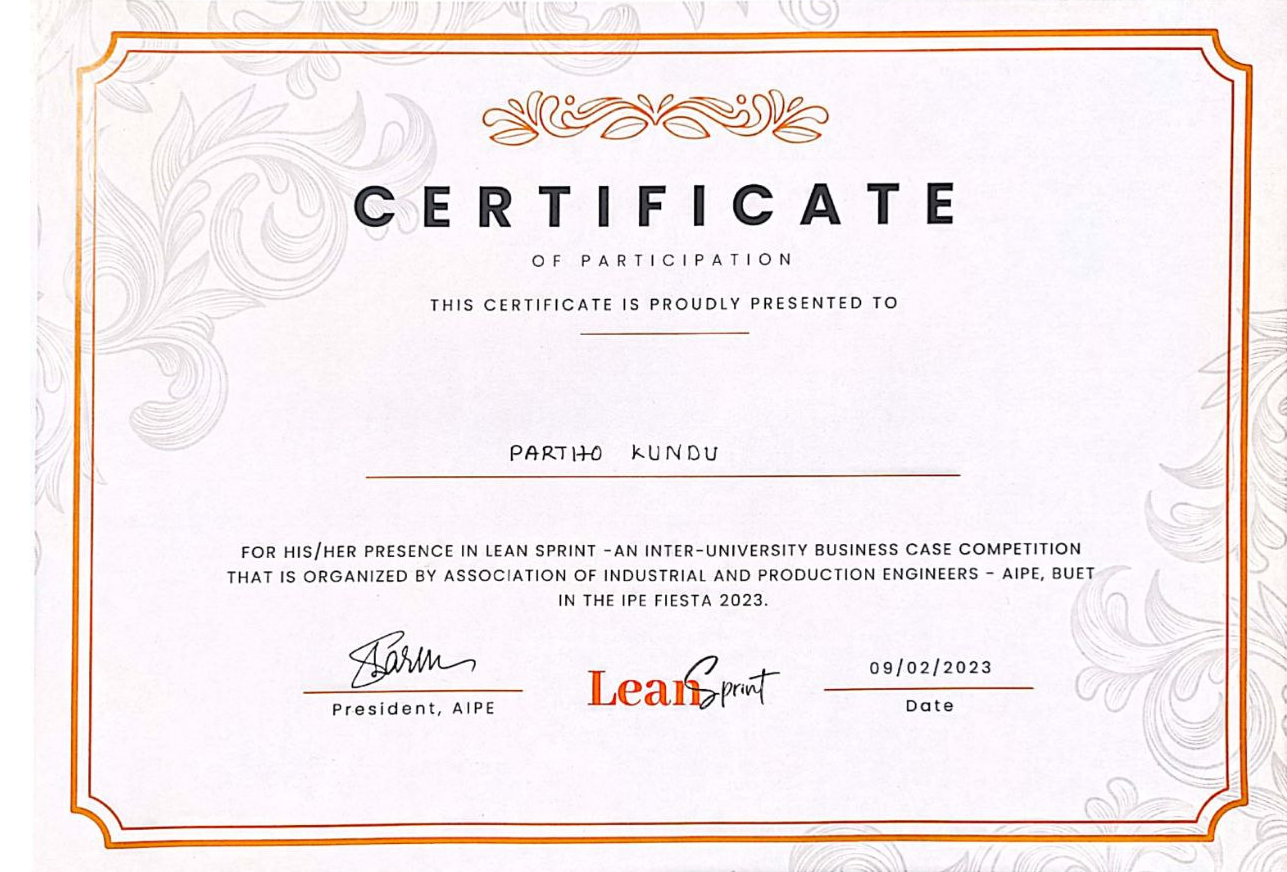 CERTIFICATE
OF PARTICIPATION
THIS CERTIFICATE IS PROUDLY PRESENTED TO
PARTHO KUNDU
FOR HIS/HER PRESENCE IN LEAN SPRINT -AN INTER-UNIVERSITY BUSINESS CASE COMPETITION
THAT IS ORGANIZED BY ASSOCIATION OF INDUSTRIAL AND PRODUCTION ENGINEERS - AIPE, BUET
IN THE IPE FIESTA 2023.
President, AIPE
Lean Sprint
09/02/2023
Date